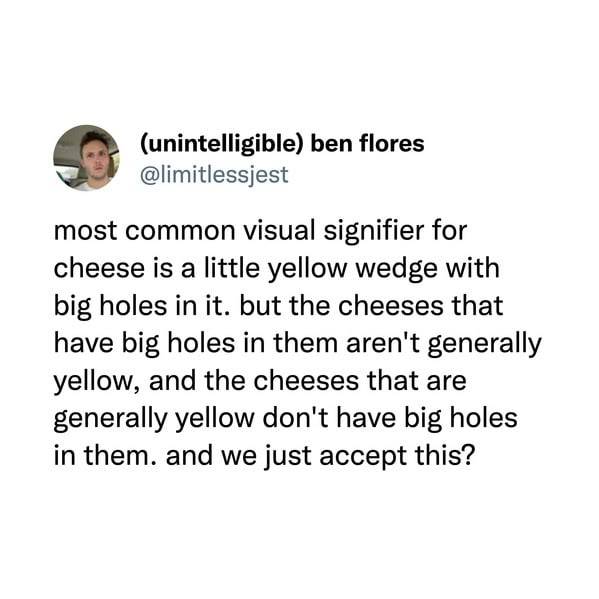 (unintelligible) ben flores
@limitlessjest
most common visual signifier for
cheese is a little yellow wedge with
big holes in it. but the cheeses that
have big holes in them aren't generally
yellow, and the cheeses that are
generally yellow don't have big holes
in them. and we just accept this?